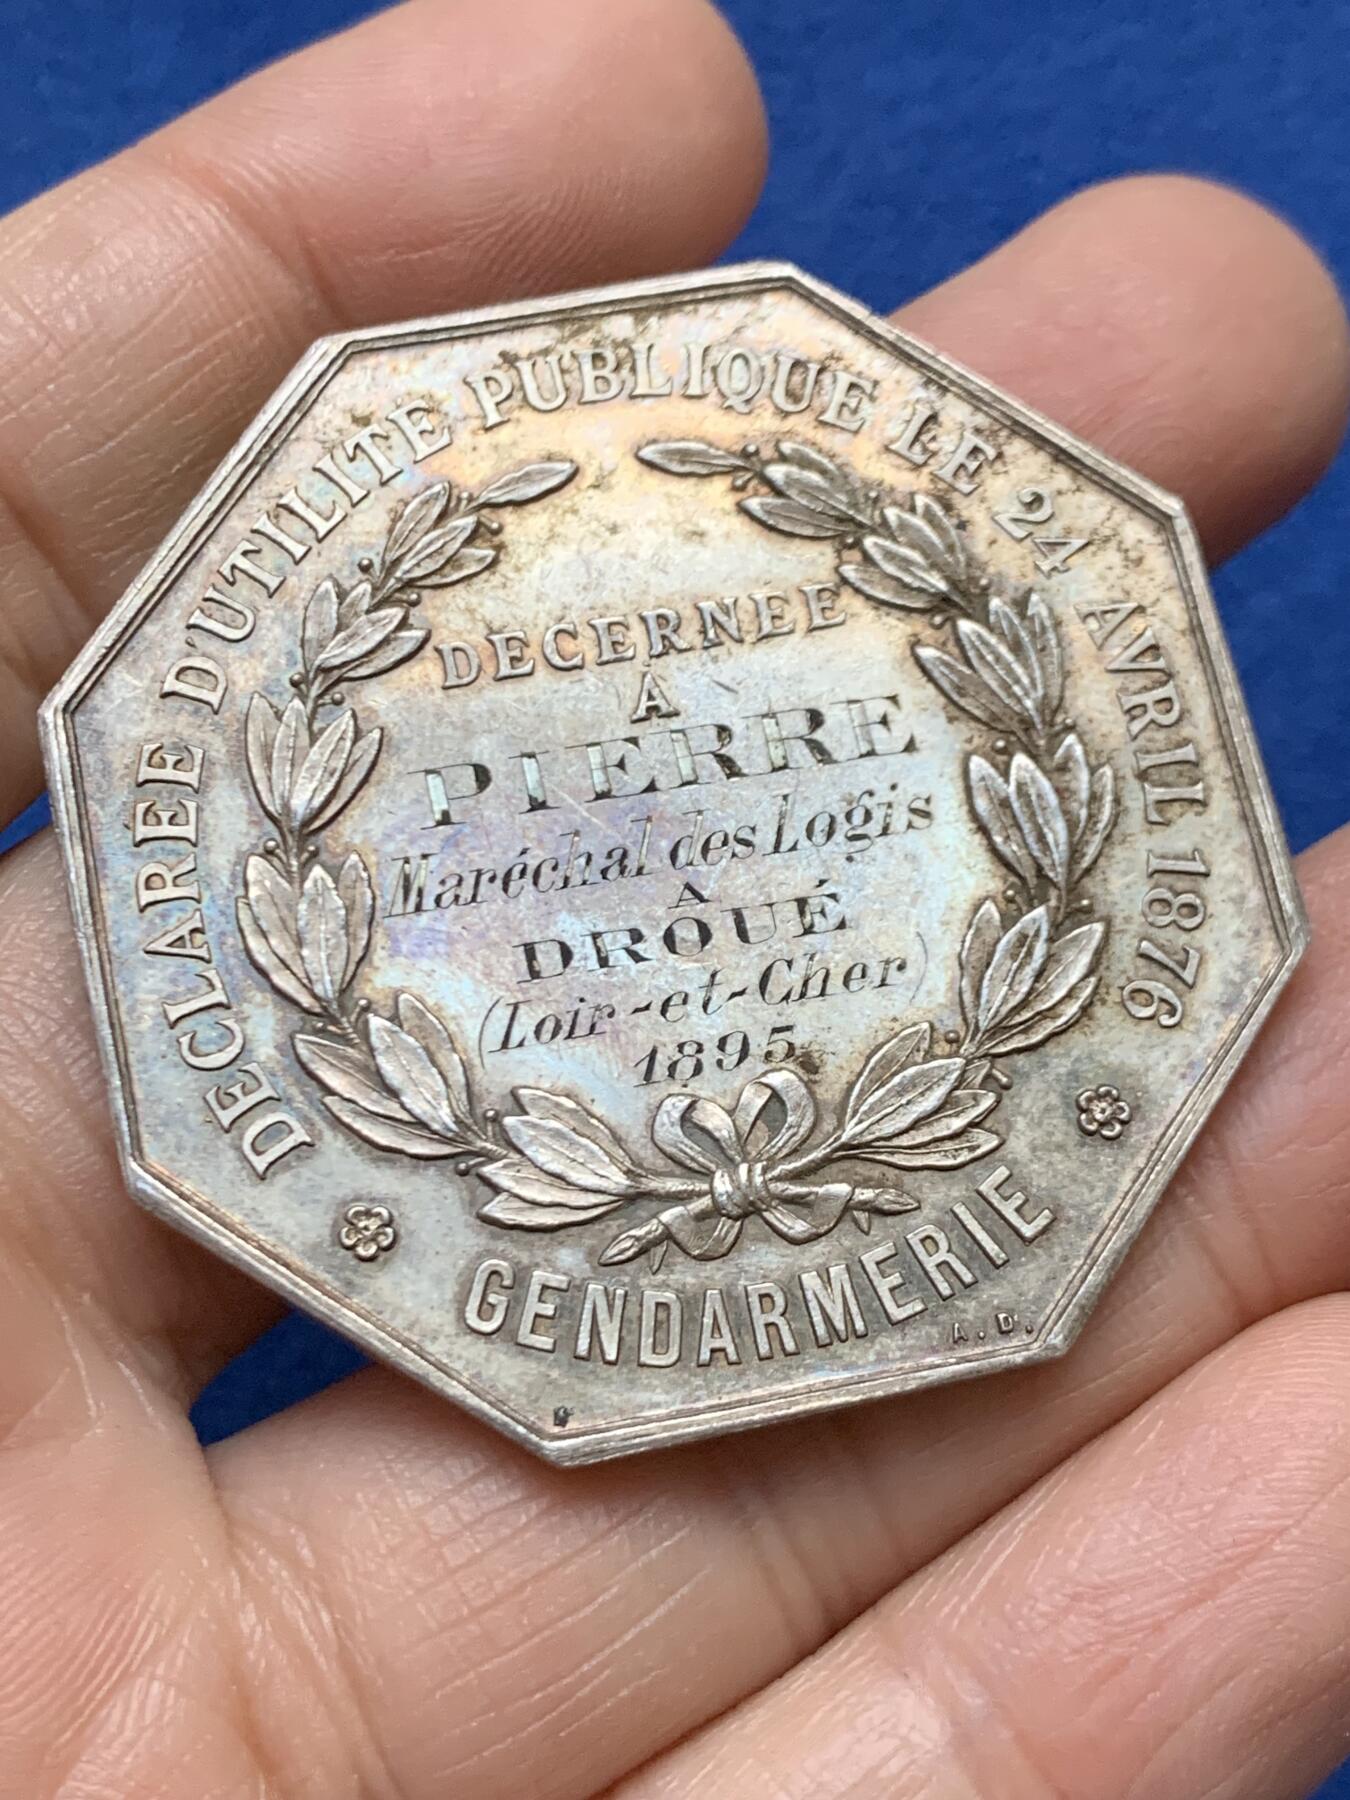 DECLARÉE D'UTILITÉ PUBLIQUE LE 24 AVRIL 1876
DECERNEE
A
PIERRE
Maréchal des Logis
A
DROUÉ
(Loir-et-Cher)
1895
GENDARMERIE
A. D.